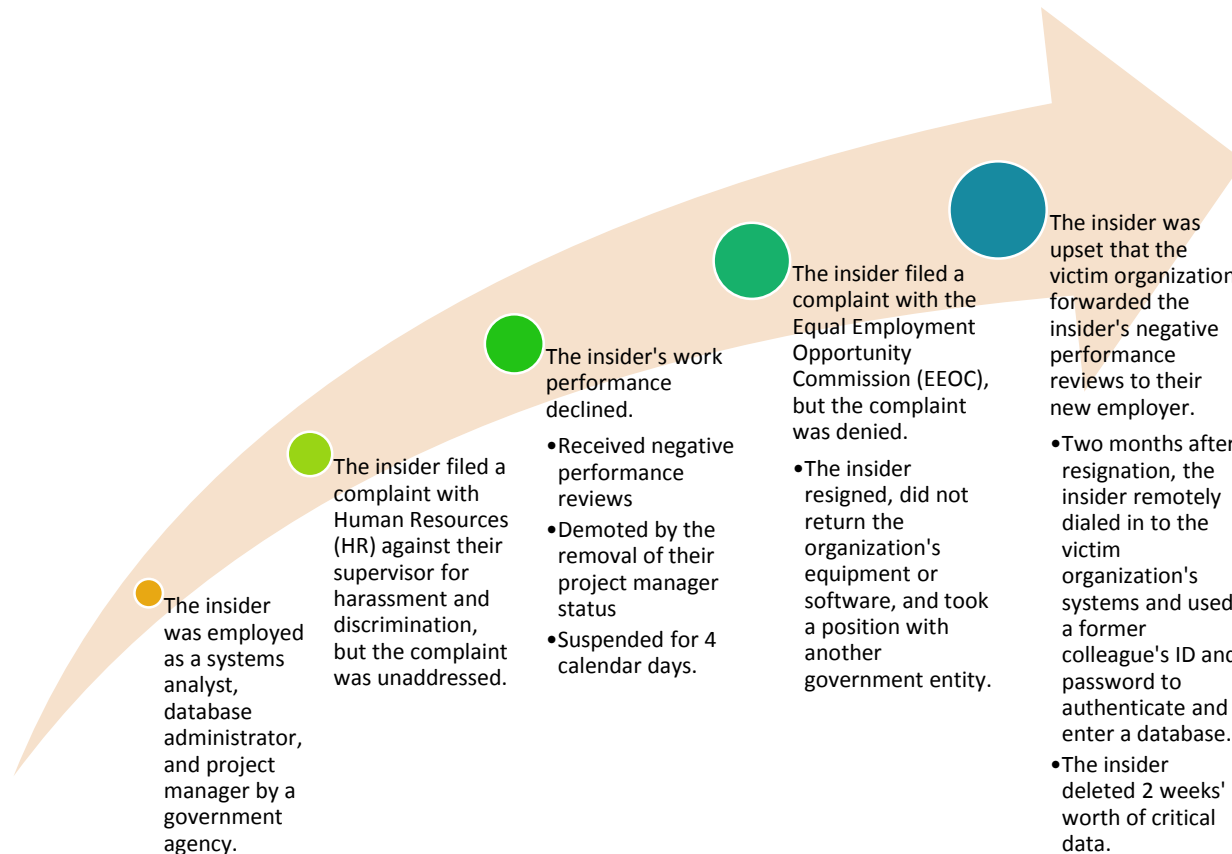 The insider
was employed
as a systems
analyst,
database
administrator,
and project
manager by a
government
agency.
The insider filed a
complaint with
Human Resources
(HR) against their
supervisor for
harassment and
discrimination,
but the complaint
was unaddressed.
The insider's work
performance
declined.
•Received negative
performance
reviews
•Demoted by the
removal of their
project manager
status
•Suspended for 4
calendar days.
The insider filed a
complaint with the
Equal Employment
Opportunity
Commission (EEOC),
but the complaint
was denied.
•The insider
resigned, did not
return the
organization's
equipment or
software, and took
a position with
another
government entity.
The insider was
upset that the
victim organization
forwarded the
insider's negative
performance
reviews to their
new employer.
•Two months after
resignation, the
insider remotely
dialed in to the
victim
organization's
systems and used
a former
colleague's ID and
password to
authenticate and
enter a database.
•The insider
deleted 2 weeks'
worth of critical
data.